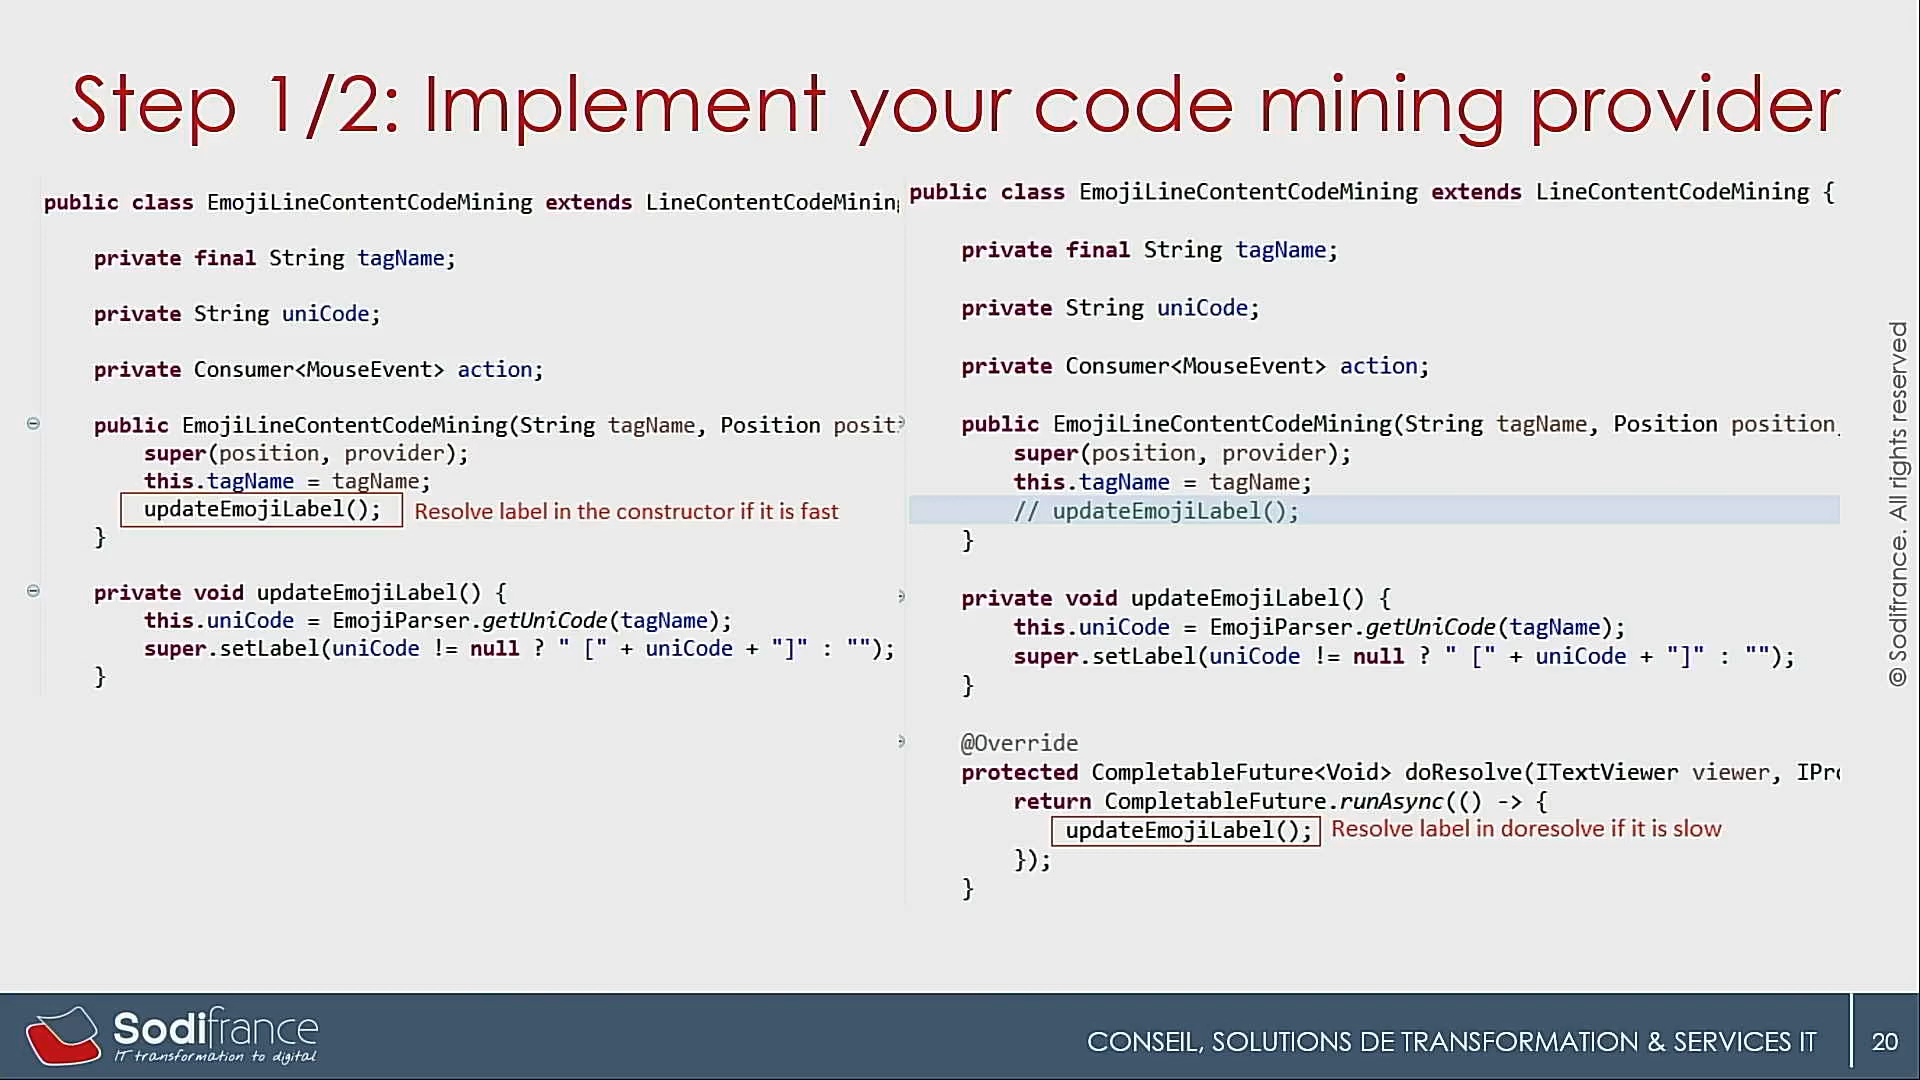 Step 1/2: Implement your code mining provider
public class EmojiLineContentCodeMining extends LineContentCodeMining
private final String tagName;
private String uniCode;
private Consumer<MouseEvent> action;
public EmojiLineContentCodeMining(String tagName, Position posit
super(position, provider);
this.tagName = tagName;
updateEmojiLabel(); Resolve label in the constructor if it is fast
}
private void updateEmojiLabel() {
this.uniCode = EmojiParser.getUniCode(tagName);
super.setLabel(uniCode != null ? " [" + uniCode + "]" : "");
}
public class EmojiLineContentCodeMining extends LineContentCodeMining {
private final String tagName;
private String uniCode;
private Consumer<MouseEvent> action;
public EmojiLineContentCodeMining(String tagName, Position position,
super(position, provider);
this.tagName = tagName;
// updateEmojiLabel();
}
private void updateEmojiLabel() {
this.uniCode = EmojiParser.getUniCode(tagName);
super.setLabel(uniCode != null ? " [" + uniCode + "]" : "");
}
@Override
protected CompletableFuture<Void> doResolve(ITextViewer viewer, IPro
return CompletableFuture.runAsync(() -> {
updateEmojiLabel(); Resolve label in doresolve if it is slow
});
}
© Sodifrance. All rights reserved
Sodifrance
IT transformation to digital
CONSEIL, SOLUTIONS DE TRANSFORMATION & SERVICES IT
20